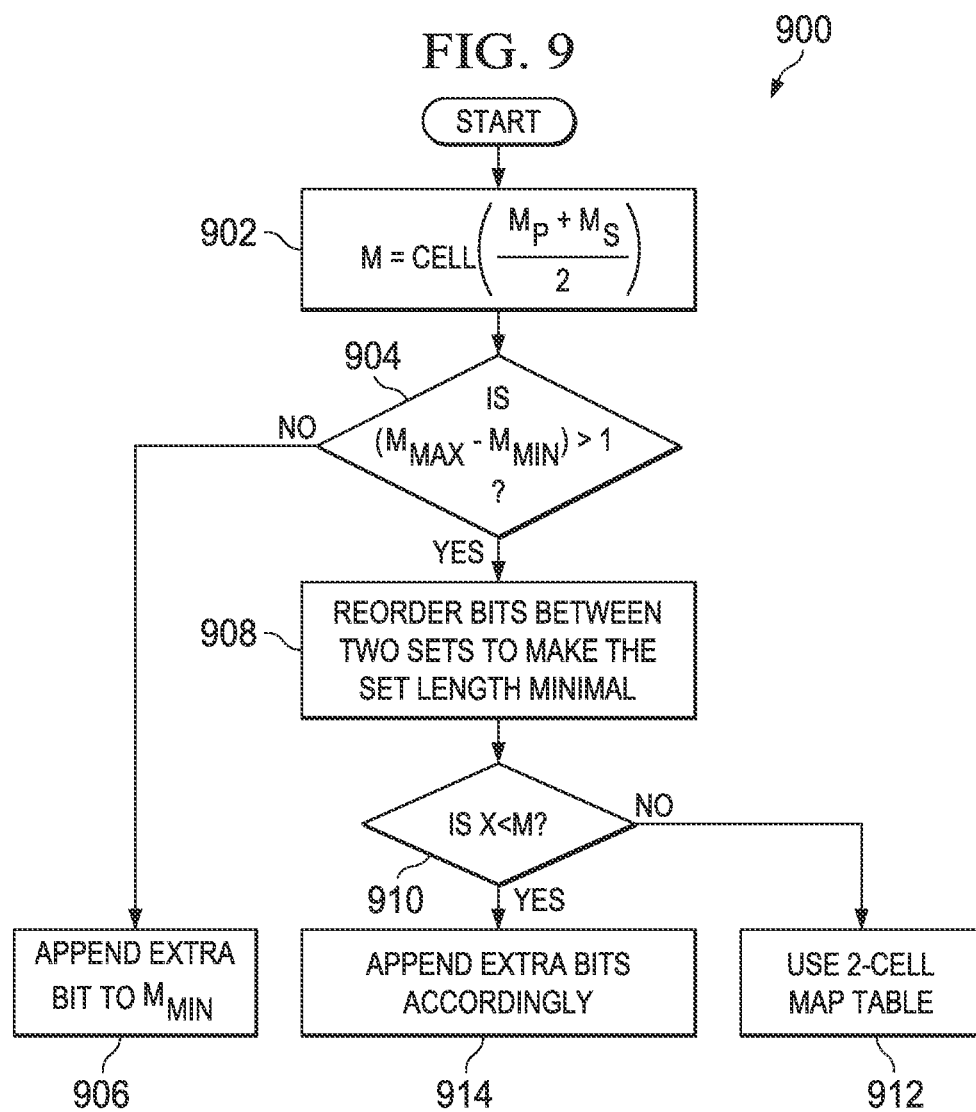 FIG. 9
900
START
902
M = CELL ( M_P + M_S / 2 )
904
IS
(M_MAX - M_MIN) > 1
?
NO
YES
908
REORDER BITS BETWEEN
TWO SETS TO MAKE THE
SET LENGTH MINIMAL
IS X<M?
NO
910
YES
APPEND EXTRA
BIT TO M_MIN
APPEND EXTRA BITS
ACCORDINGLY
USE 2-CELL
MAP TABLE
906
914
912